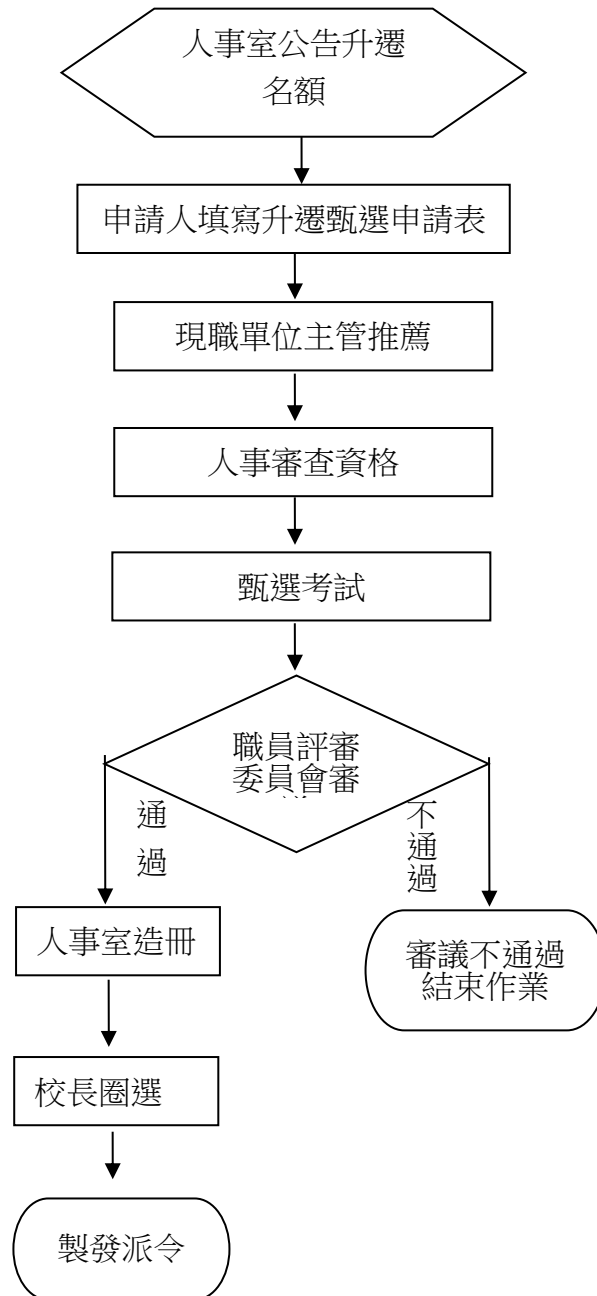 人事室公告升遷
名額
申請人填寫升遷甄選申請表
現職單位主管推薦
人事審查資格
甄選考試
職員評審
委員會審
通
過
不
通
過
人事室造冊
審議不通過
結束作業
校長圈選
製發派令